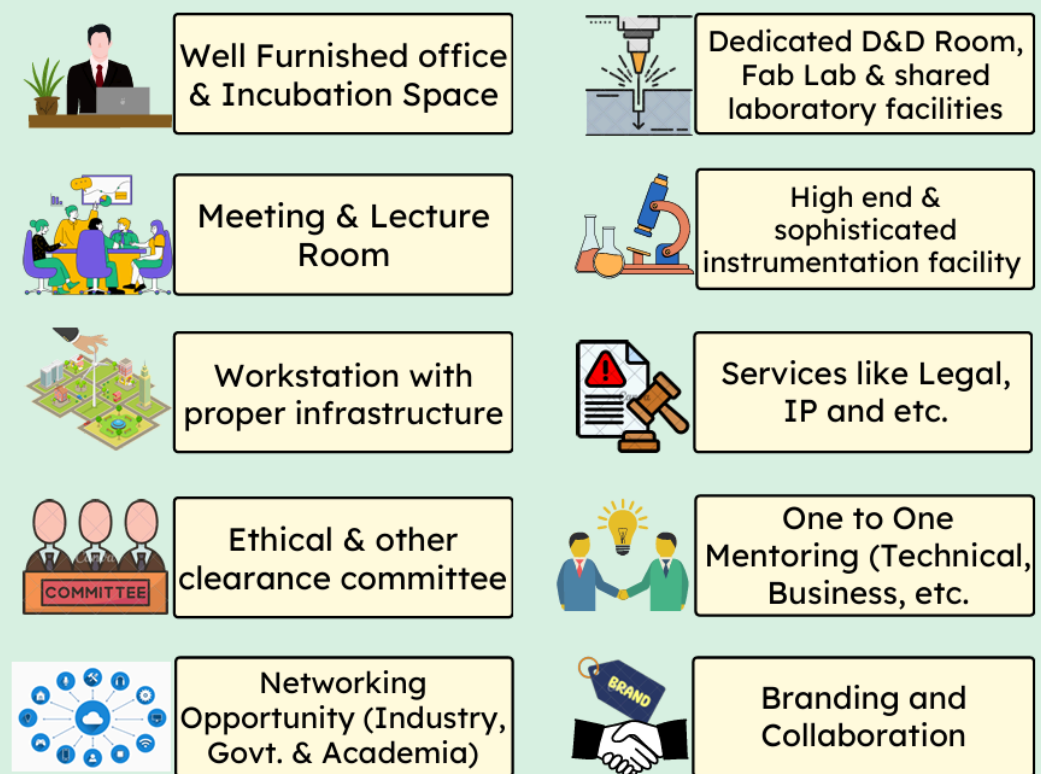 Well Furnished office
& Incubation Space
Dedicated D&D Room,
Fab Lab & shared
laboratory facilities
Meeting & Lecture
Room
High end &
sophisticated
instrumentation facility
Workstation with
proper infrastructure
Services like Legal,
IP and etc.
COMMITTEE
Ethical & other
clearance committee
One to One
Mentoring (Technical,
Business, etc.
Networking
Opportunity (Industry,
Govt. & Academia)
BRAND
Branding and
Collaboration